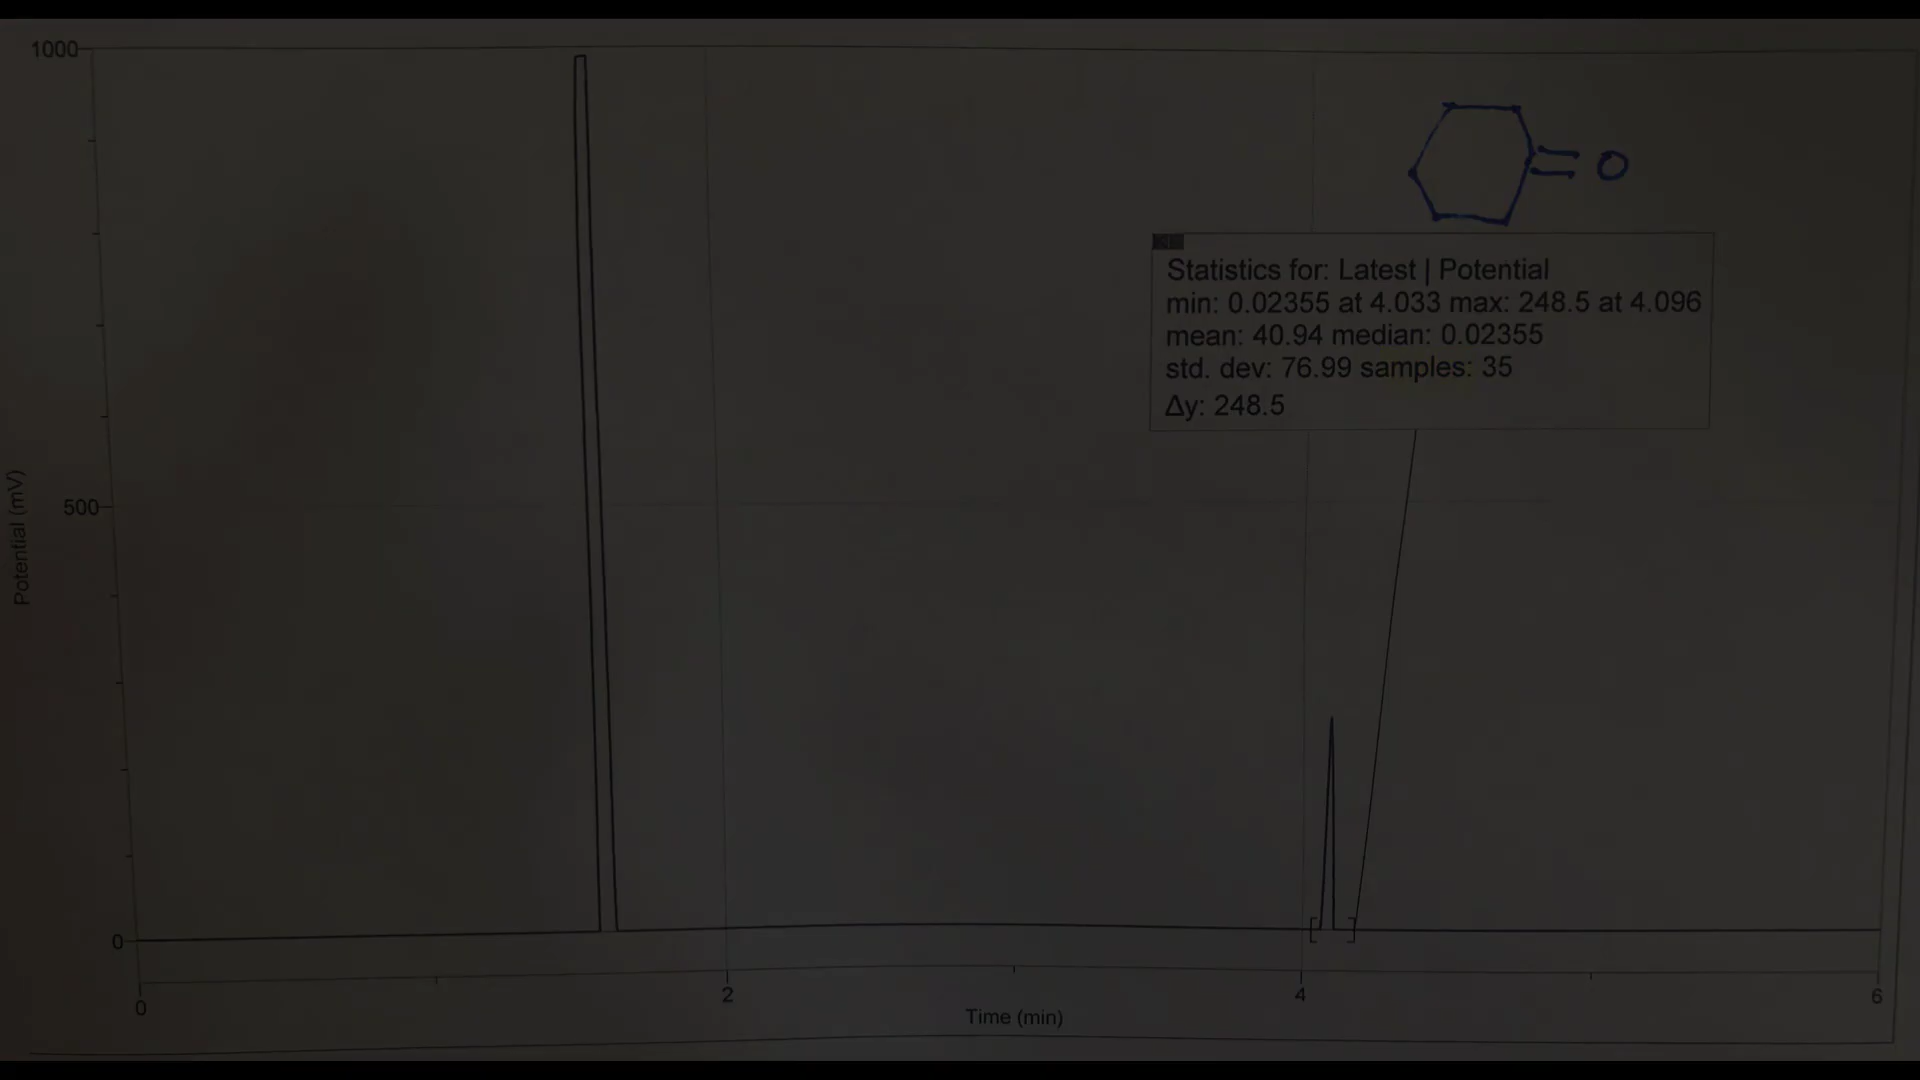 1000
O
Statistics for: Latest | Potential
min: 0.02355 at 4.033 max: 248.5 at 4.096
mean: 40.94 median: 0.02355
std. dev: 76.99 samples: 35
Δy: 248.5
500
Potential (mV)
0
0
2
4
6
Time (min)